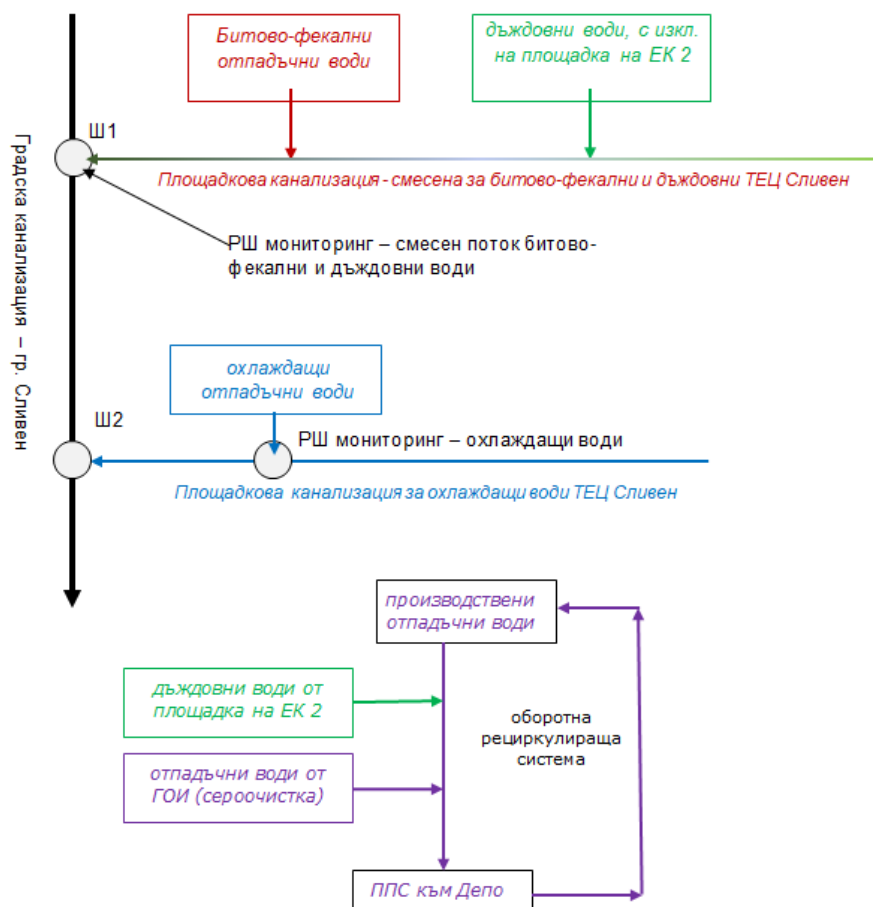 Битово-фекални
отпадъчни води
дъждовни води, с изкл.
на площадка на ЕК 2
Ш1
Площадкова канализация - смесена за битово-фекални и дъждовни ТЕЦ Сливен
РШ мониторинг – смесен поток битово-
фекални и дъждовни води
Градска канализация – гр. Сливен
охлаждащи
отпадъчни води
Ш2
РШ мониторинг – охлаждащи води
Площадкова канализация за охлаждащи води ТЕЦ Сливен
производствени
отпадъчни води
дъждовни води от
площадка на ЕК 2
оборотна
рециркулираща
система
отпадъчни води от
ГОИ (сероочистка)
ППС към Депо